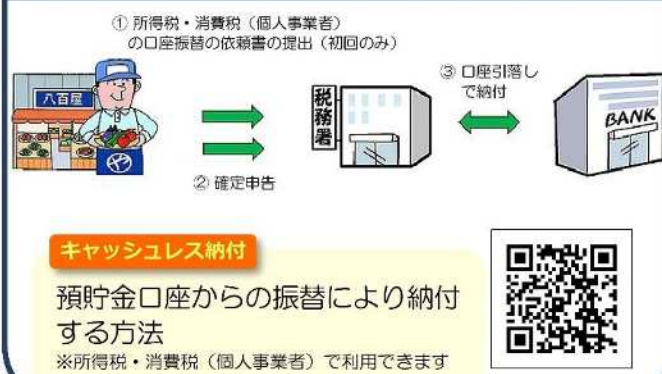 ① 所得税・消費税（個人事業者）
の口座振替の依頼書の提出（初回のみ）
③ 口座引落し
で納付
八百屋
税務署
BANK
や
② 確定申告
キャッシュレス納付
預貯金口座からの振替により納付
する方法
※所得税・消費税（個人事業者）で利用できます